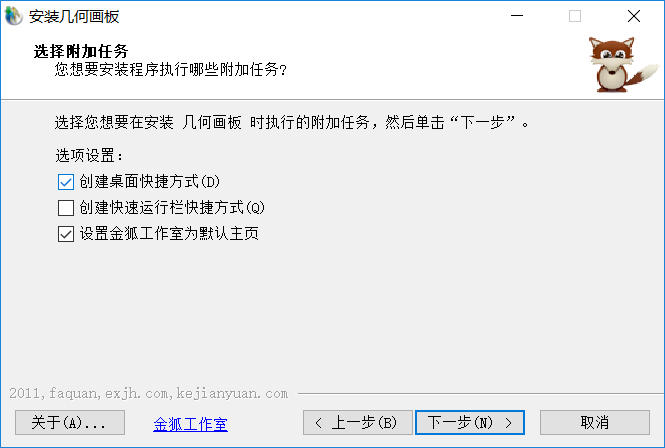 安装几何画板
选择附加任务
您想要安装程序执行哪些附加任务?
选择您想要在安装 几何画板 时执行的附加任务，然后单击“下一步”。
选项设置：
创建桌面快捷方式(D)
创建快速运行栏快捷方式(Q)
设置金狐工作室为默认主页
2011,faquan,exjh.com,kejianyuan.com
关于(A)... 金狐工作室 < 上一步(B) 下一步(N) > 取消